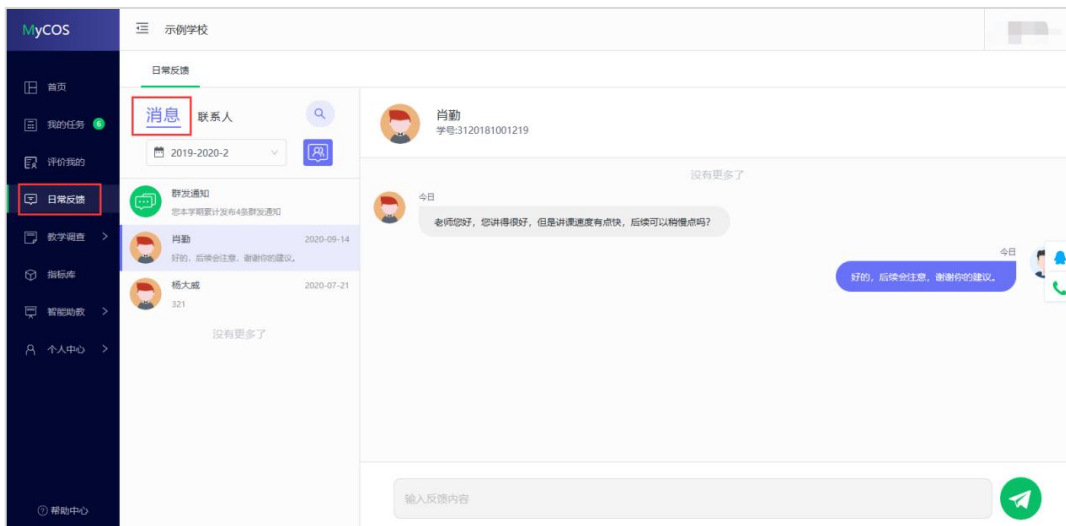 MyCOS
示例学校
首页
我的任务 6
评价我的
日常反馈
教学调查
指标库
智能助教
个人中心
帮助中心
日常反馈
消息 联系人
2019-2020-2
群发通知
您本学期累计发布4条群发通知
肖勤 2020-09-14
好的，后续会注意，谢谢你的建议。
杨大威 2020-07-21
321
没有更多了
肖勤
学号:3120181001219
没有更多了
今日
老师您好，您讲得很好，但是讲课速度有点快，后续可以稍慢点吗？
今日
好的，后续会注意，谢谢你的建议。
输入反馈内容